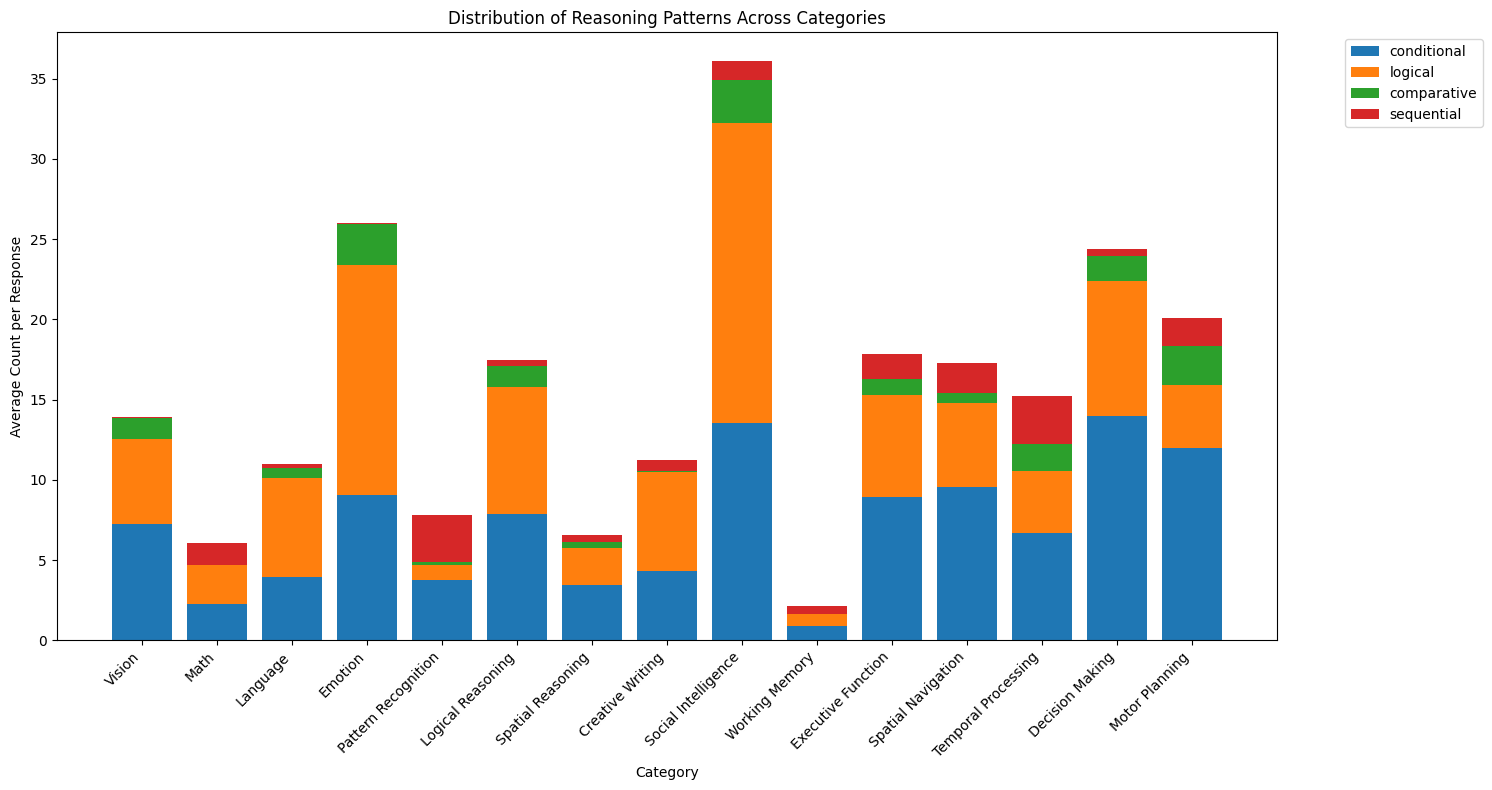 Distribution of Reasoning Patterns Across Categories
conditional
logical
comparative
sequential
Average Count per Response
35
30
25
20
15
10
5
0
Vision
Math
Language
Emotion
Pattern Recognition
Logical Reasoning
Spatial Reasoning
Creative Writing
Social Intelligence
Working Memory
Executive Function
Spatial Navigation
Temporal Processing
Decision Making
Motor Planning
Category